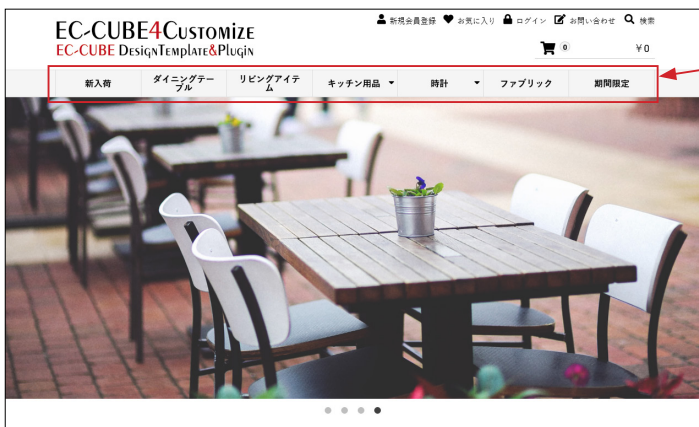 EC-CUBE4CUSTOMIZE
EC-CUBE DESIGNTEMPLATE&PLUGIN
新規会員登録 お気に入り ログイン お問い合わせ 検索
0 ¥0
新入荷 ダイニングテーブル リビングアイテム キッチン用品 時計 ファブリック 期間限定